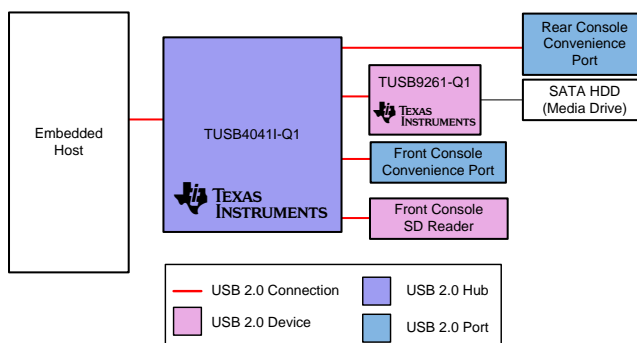 Rear Console
Convenience
Port
TUSB9261-Q1
TEXAS
INSTRUMENTS
SATA HDD
(Media Drive)
Embedded
Host
TUSB4041I-Q1
Front Console
Convenience Port
TEXAS
INSTRUMENTS
Front Console
SD Reader
USB 2.0 Connection
USB 2.0 Hub
USB 2.0 Device
USB 2.0 Port